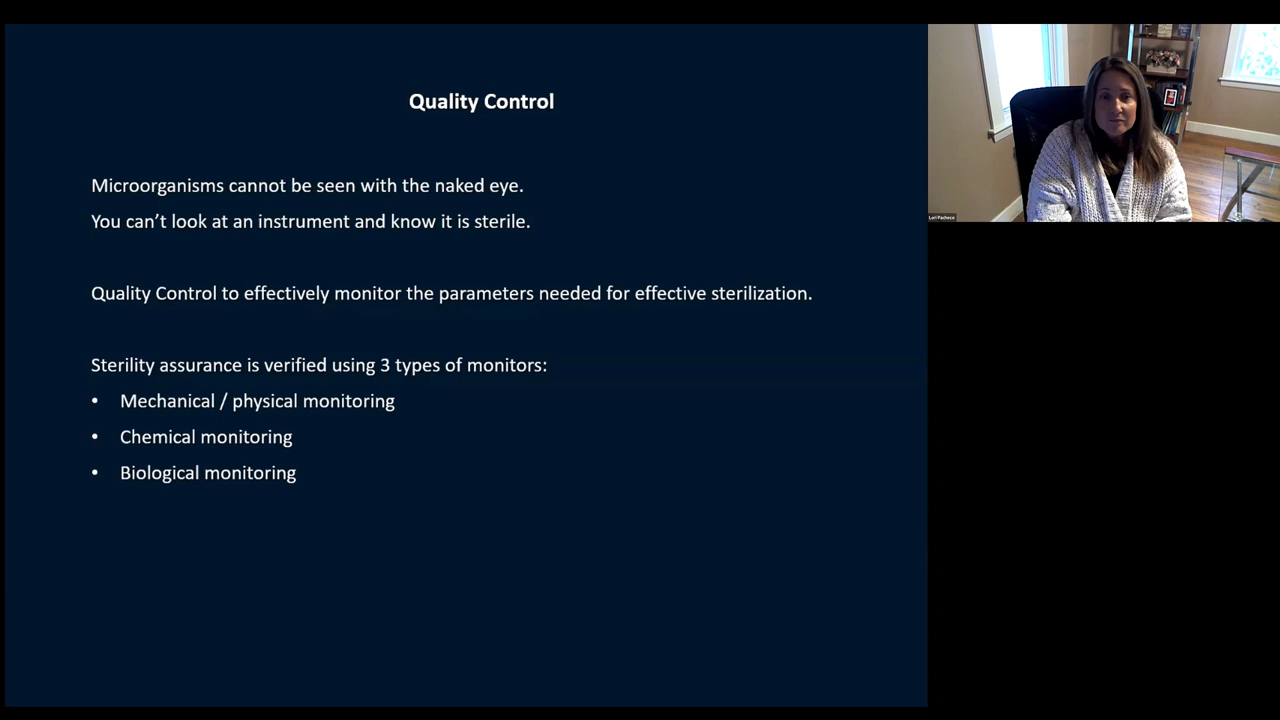 Quality Control
Microorganisms cannot be seen with the naked eye.
You can’t look at an instrument and know it is sterile.
Quality Control to effectively monitor the parameters needed for effective sterilization.
Sterility assurance is verified using 3 types of monitors:
• Mechanical / physical monitoring
• Chemical monitoring
• Biological monitoring
Lori Pacheco